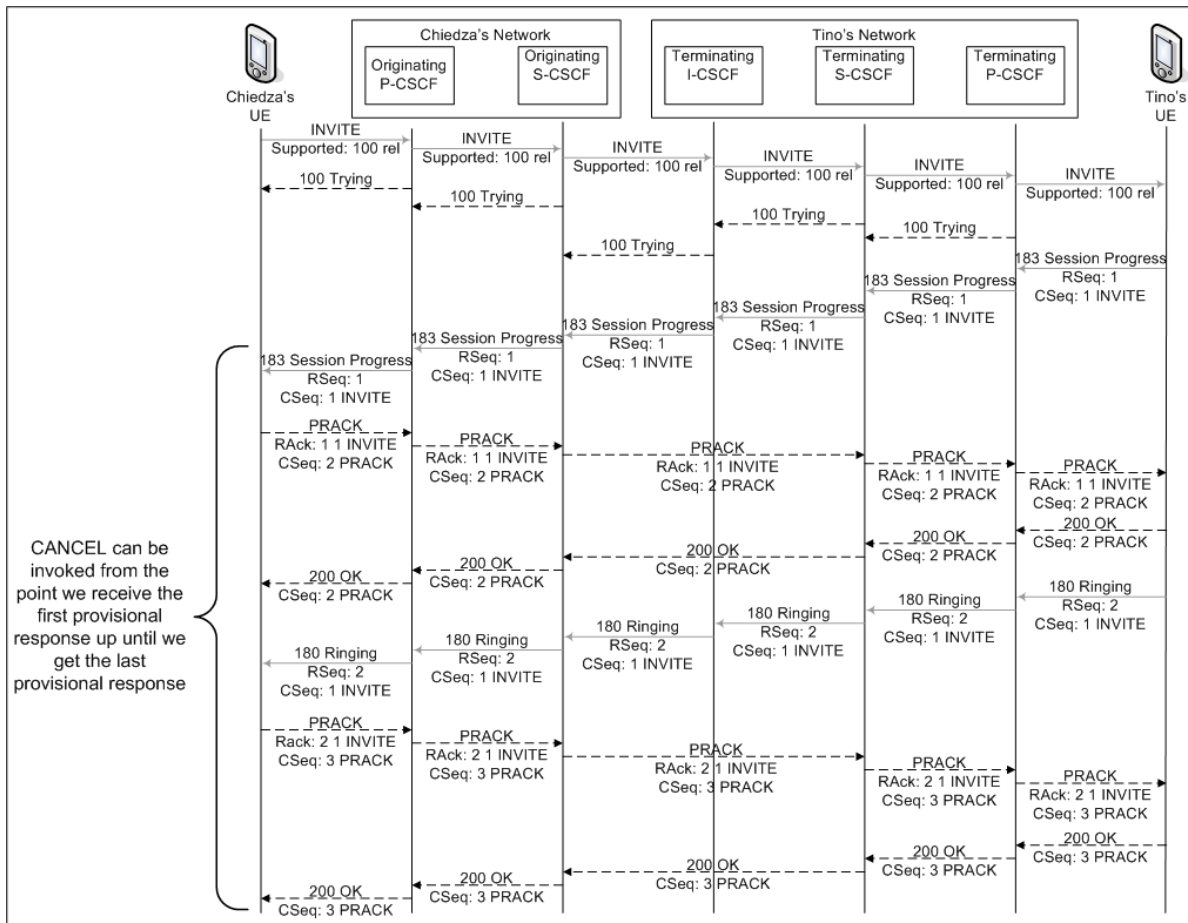 Chiedza's Network
Tino's Network
Originating
P-CSCF
Originating
S-CSCF
Terminating
I-CSCF
Terminating
S-CSCF
Terminating
P-CSCF
Chiedza's
UE
Tino's
UE
INVITE
Supported: 100 rel
INVITE
Supported: 100 rel
INVITE
Supported: 100 rel
INVITE
Supported: 100 rel
INVITE
Supported: 100 rel
INVITE
Supported: 100 rel
100 Trying
100 Trying
100 Trying
100 Trying
100 Trying
183 Session Progress
RSeq: 1
CSeq: 1 INVITE
183 Session Progress
RSeq: 1
CSeq: 1 INVITE
183 Session Progress
RSeq: 1
CSeq: 1 INVITE
183 Session Progress
RSeq: 1
CSeq: 1 INVITE
183 Session Progress
RSeq: 1
CSeq: 1 INVITE
183 Session Progress
PRACK
RAck: 1 1 INVITE
CSeq: 2 PRACK
PRACK
RAck: 1 1 INVITE
CSeq: 2 PRACK
PRACK
RAck: 1 1 INVITE
CSeq: 2 PRACK
PRACK
RAck: 1 1 INVITE
CSeq: 2 PRACK
PRACK
RAck: 1 1 INVITE
CSeq: 2 PRACK
200 OK
CSeq: 2 PRACK
200 OK
CSeq: 2 PRACK
200 OK
CSeq: 2 PRACK
200 OK
CSeq: 2 PRACK
200 OK
CSeq: 2 PRACK
CANCEL can be
invoked from the
point we receive the
first provisional
response up until we
get the last
provisional response
180 Ringing
RSeq: 2
CSeq: 1 INVITE
180 Ringing
RSeq: 2
CSeq: 1 INVITE
180 Ringing
RSeq: 2
CSeq: 1 INVITE
180 Ringing
RSeq: 2
CSeq: 1 INVITE
180 Ringing
RSeq: 2
CSeq: 1 INVITE
180 Ringing
PRACK
Rack: 2 1 INVITE
CSeq: 3 PRACK
PRACK
RAck: 2 1 INVITE
CSeq: 3 PRACK
PRACK
RAck: 2 1 INVITE
CSeq: 3 PRACK
PRACK
RAck: 2 1 INVITE
CSeq: 3 PRACK
PRACK
RAck: 2 1 INVITE
CSeq: 3 PRACK
200 OK
CSeq: 3 PRACK
200 OK
CSeq: 3 PRACK
200 OK
CSeq: 3 PRACK
200 OK
CSeq: 3 PRACK
200 OK
CSeq: 3 PRACK